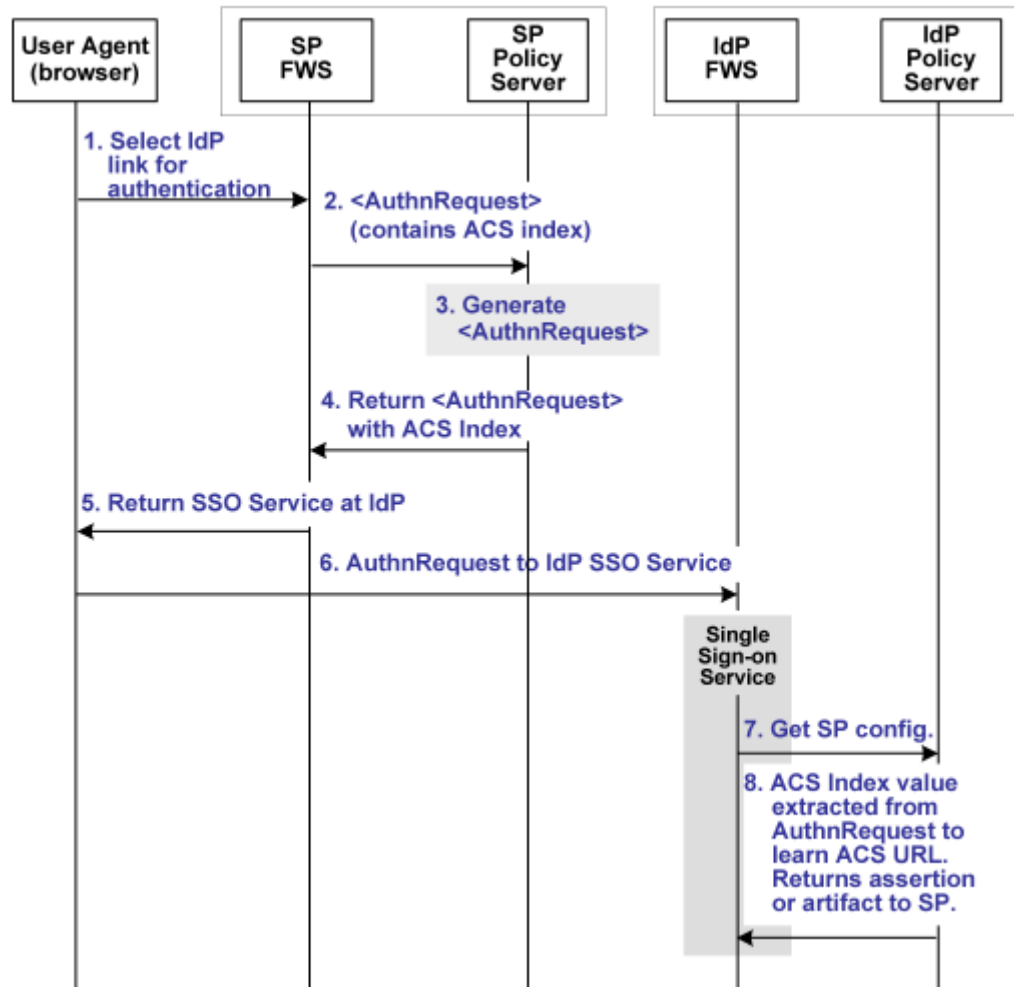 User Agent
(browser)
SP
FWS
SP
Policy
Server
IdP
FWS
IdP
Policy
Server
1. Select IdP
link for
authentication
2. <AuthnRequest>
(contains ACS index)
3. Generate
<AuthnRequest>
4. Return <AuthnRequest>
with ACS Index
5. Return SSO Service at IdP
6. AuthnRequest to IdP SSO Service
Single
Sign-on
Service
7. Get SP config.
8. ACS Index value
extracted from
AuthnRequest to
learn ACS URL.
Returns assertion
or artifact to SP.